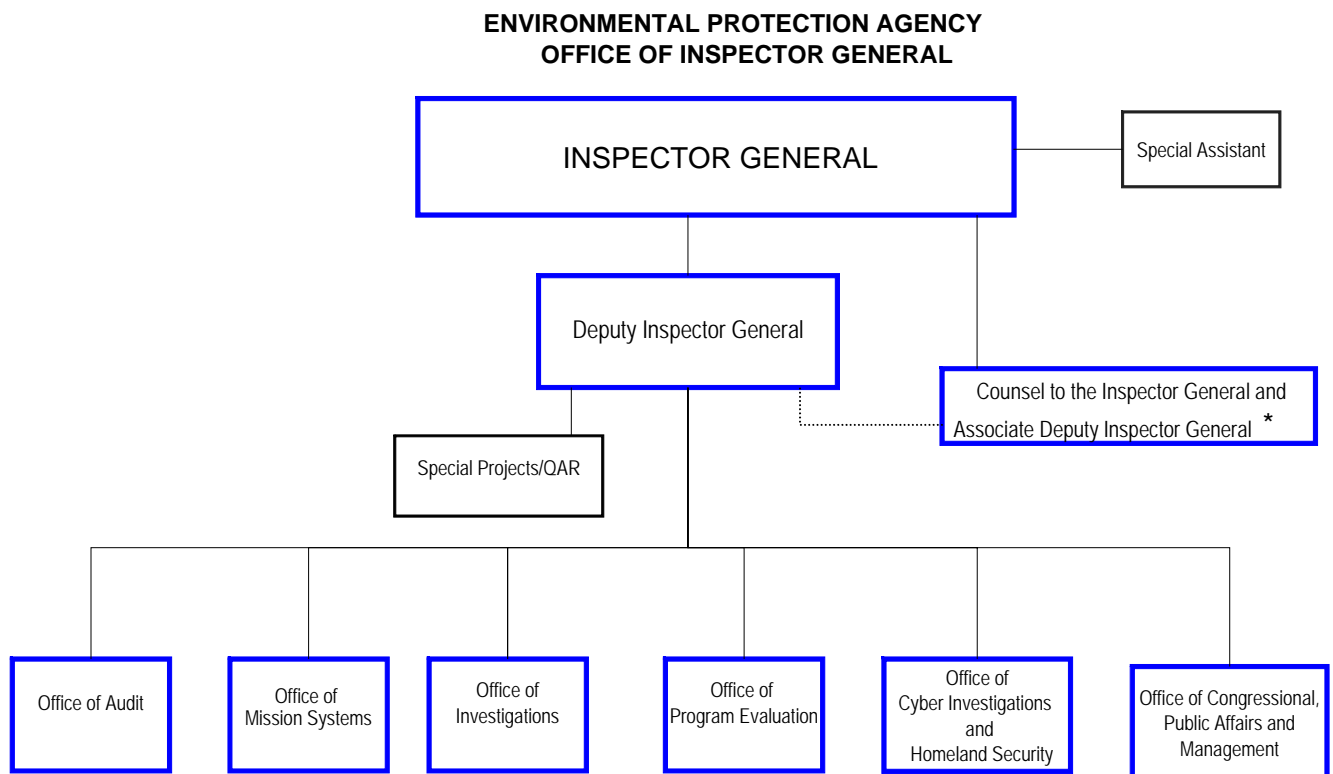 ENVIRONMENTAL PROTECTION AGENCY
OFFICE OF INSPECTOR GENERAL
INSPECTOR GENERAL
Special Assistant
Deputy Inspector General
Counsel to the Inspector General and
Associate Deputy Inspector General *
Special Projects/QAR
Office of Audit
Office of
Mission Systems
Office of
Investigations
Office of
Program Evaluation
Office of
Cyber Investigations
and
Homeland Security
Office of Congressional,
Public Affairs and
Management